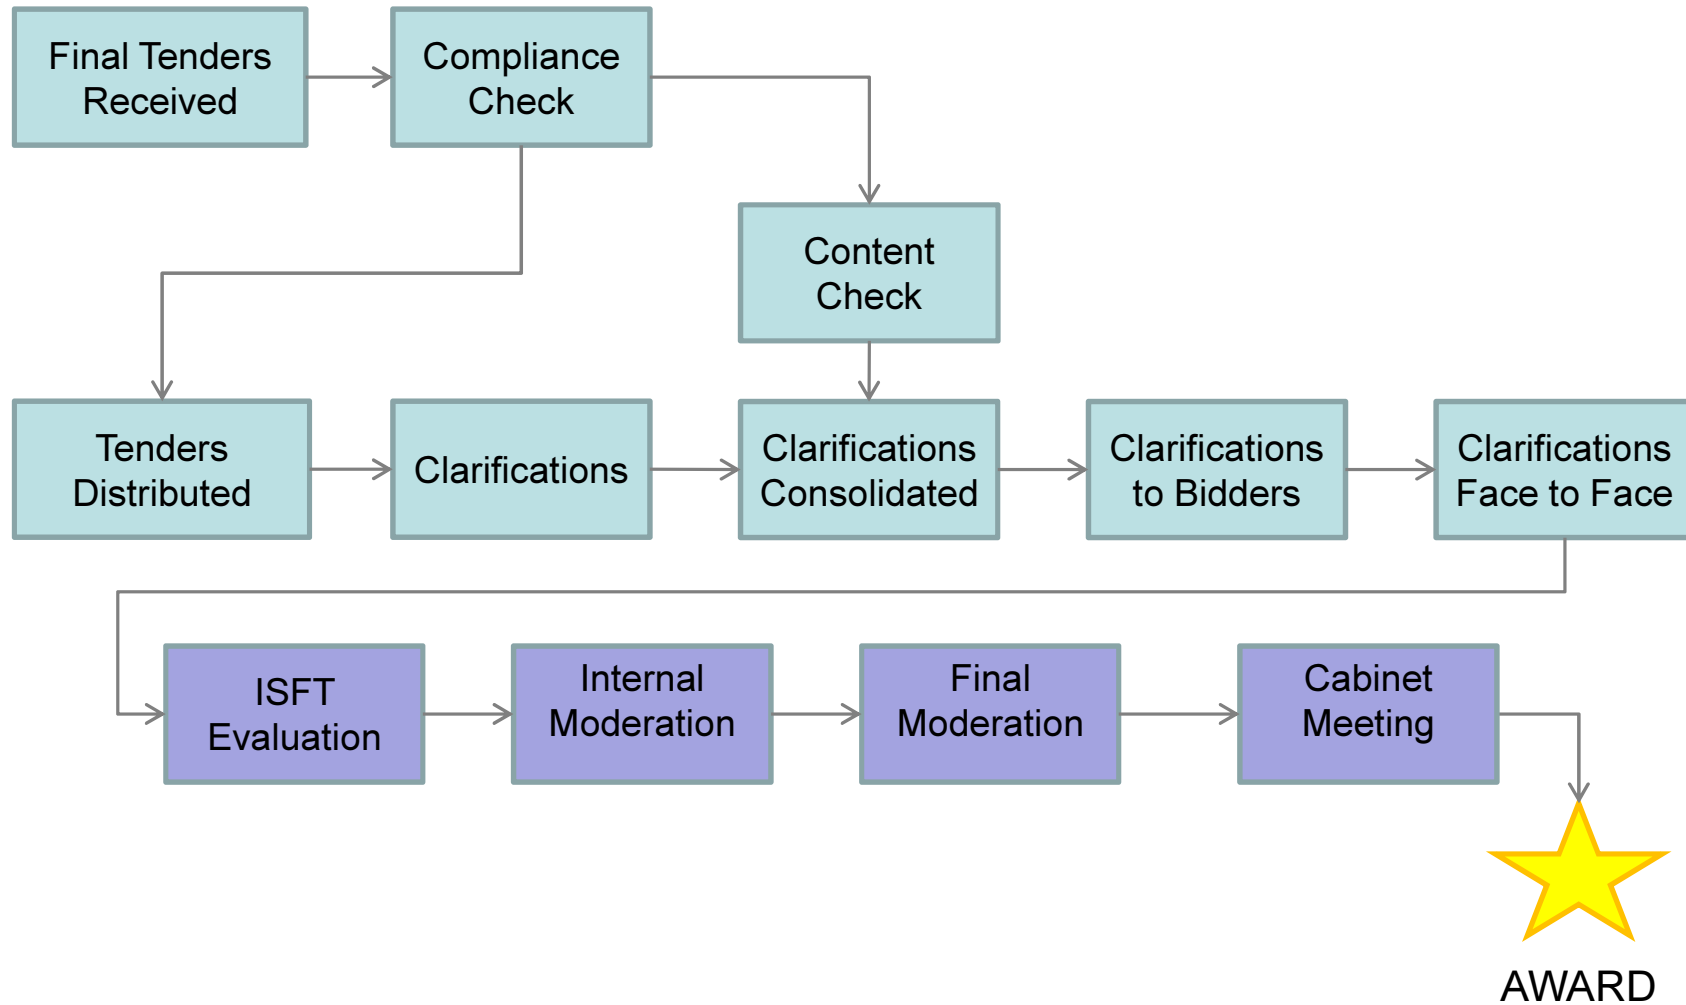 Final Tenders
Received
Compliance
Check
Content
Check
Tenders
Distributed
Clarifications
Clarifications
Consolidated
Clarifications
to Bidders
Clarifications
Face to Face
ISFT
Evaluation
Internal
Moderation
Final
Moderation
Cabinet
Meeting
AWARD